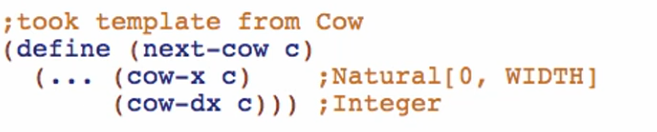 ;took template from Cow
(define (next-cow c)
  (... (cow-x c)     ;Natural[0, WIDTH]
       (cow-dx c))) ;Integer